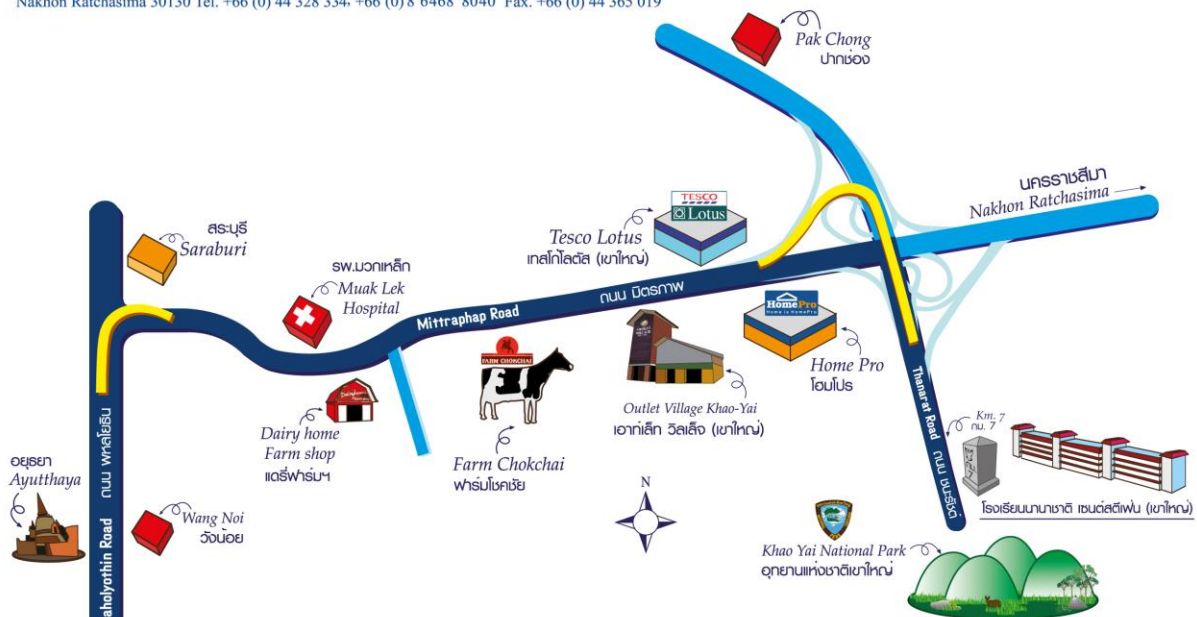 Nakhon Ratchasima 30130 Tel. +66 (0) 44 328 334, +66 (0) 8 6468 8040 Fax. +66 (0) 44 365 019
Pak Chong
ปากช่อง
นครราชสีมา
Nakhon Ratchasima
TESCO
Lotus
Tesco Lotus
เทสโก้โลตัส (เขาใหญ่)
สระบุรี
Saraburi
รพ.มวกเหล็ก
Muak Lek
Hospital
Mittraphap Road
ถนน มิตรภาพ
HomePro
Home Pro
โฮมโปร
FARM CHOKCHAI
Outlet Village Khao-Yai
เอาท์เล็ท วิลเล็จ (เขาใหญ่)
Dairy home
Farm shop
แดรี่ฟาร์มฯ
Farm Chokchai
ฟาร์มโชคชัย
Thanarat Road ถนน ธนะรัชต์
Km. 7
กม. 7
โรงเรียนนานาชาติ เซนต์สตีเฟ่น (เขาใหญ่)
อยุธยา
Ayutthaya
aholyothin Road ถนน พหลโยธิน
Wang Noi
วังน้อย
N
Khao Yai National Park
อุทยานแห่งชาติเขาใหญ่